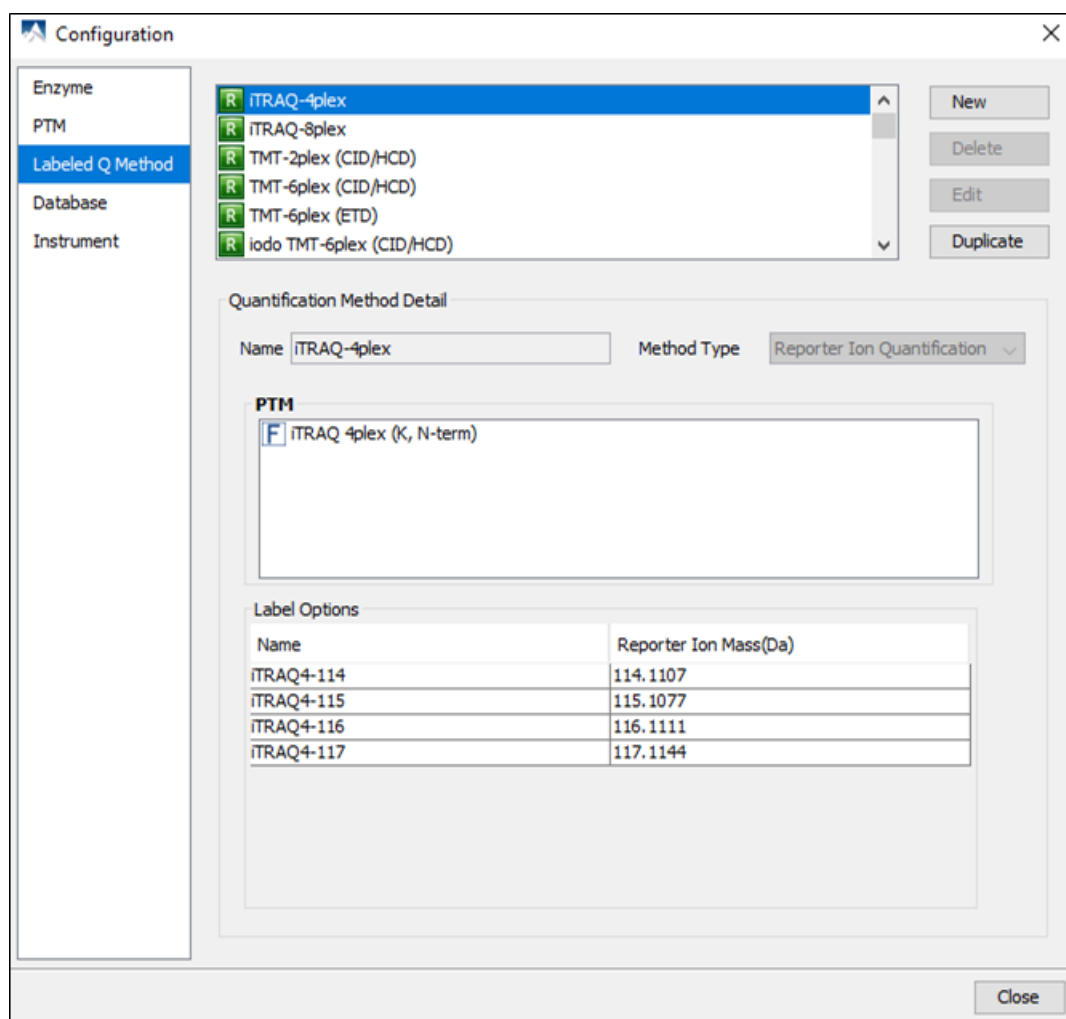 Configuration
Enzyme
PTM
Labeled Q Method
Database
Instrument
R iTRAQ-4plex
R iTRAQ-8plex
R TMT-2plex (CID/HCD)
R TMT-6plex (CID/HCD)
R TMT-6plex (ETD)
R iodo TMT-6plex (CID/HCD)
New
Delete
Edit
Duplicate
Quantification Method Detail
Name iTRAQ-4plex Method Type Reporter Ion Quantification
PTM
F iTRAQ 4plex (K, N-term)
Label Options
Name Reporter Ion Mass(Da)
iTRAQ4-114 114.1107
iTRAQ4-115 115.1077
iTRAQ4-116 116.1111
iTRAQ4-117 117.1144
Close